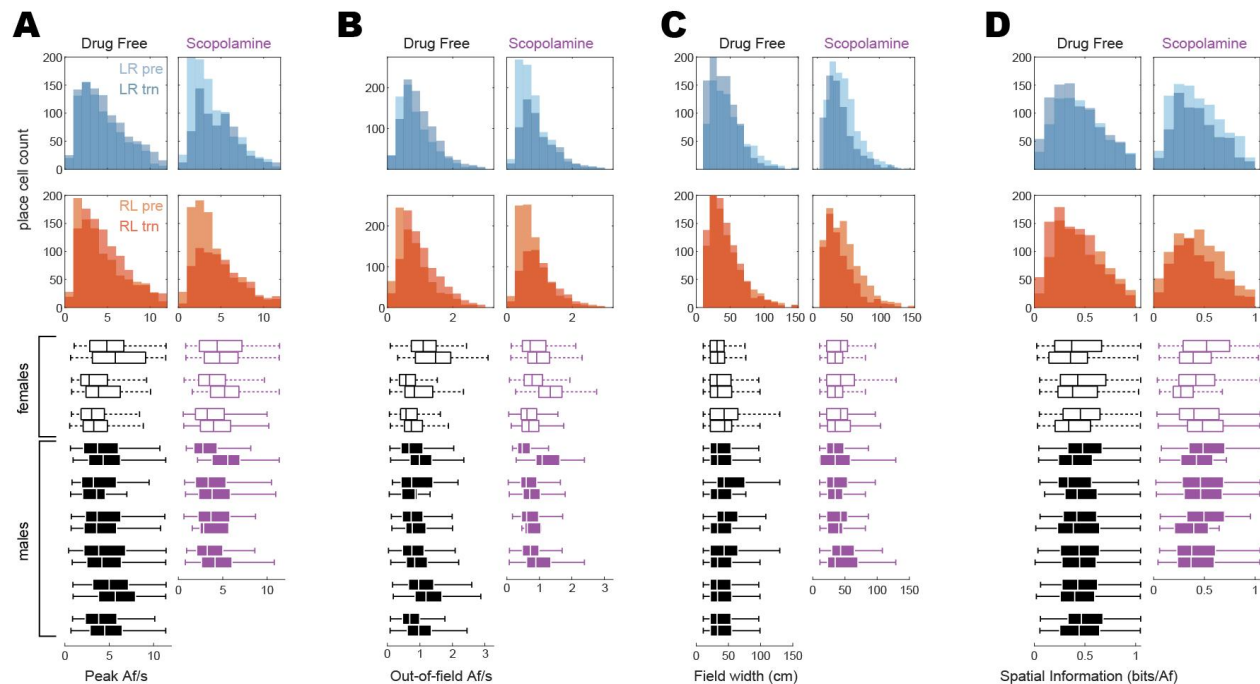 A B C D
Drug Free Scopolamine Drug Free Scopolamine Drug Free Scopolamine Drug Free Scopolamine
place cell count
200 150 100 50 0
LR pre
LR trn
200 100
200 150 100 50 0
200 150 100 50 0
200 150 100 50 0
RL pre
RL trn
200 100
200 150 100 50 0
200 150 100 50 0
0 5 10 0 5 10 0 2 0 2 0 50 100 150 0 50 100 150 0 0.5 1 0 0.5 1
females
males
0 5 10 0 1 2 3 0 50 100 150 0 0.5 1
0 5 10 0 1 2 3 0 50 100 150 0 0.5 1
Peak Af/s Out-of-field Af/s Field width (cm) Spatial Information (bits/Af)